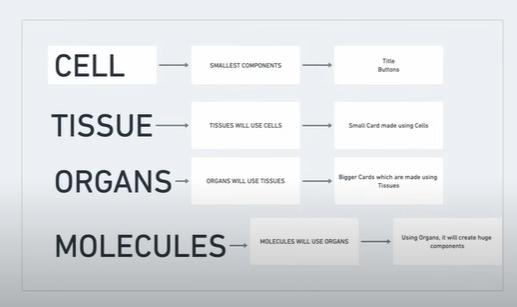 CELL
SMALLEST COMPONENTS
Title
Buttons
TISSUE
TISSUES WILL USE CELLS
Small Card made using Cells
ORGANS
ORGANS WILL USE TISSUES
Bigger Cards which are made using
Tissues
MOLECULES
MOLECULES WILL USE ORGANS
Using Organs, it will create huge
components